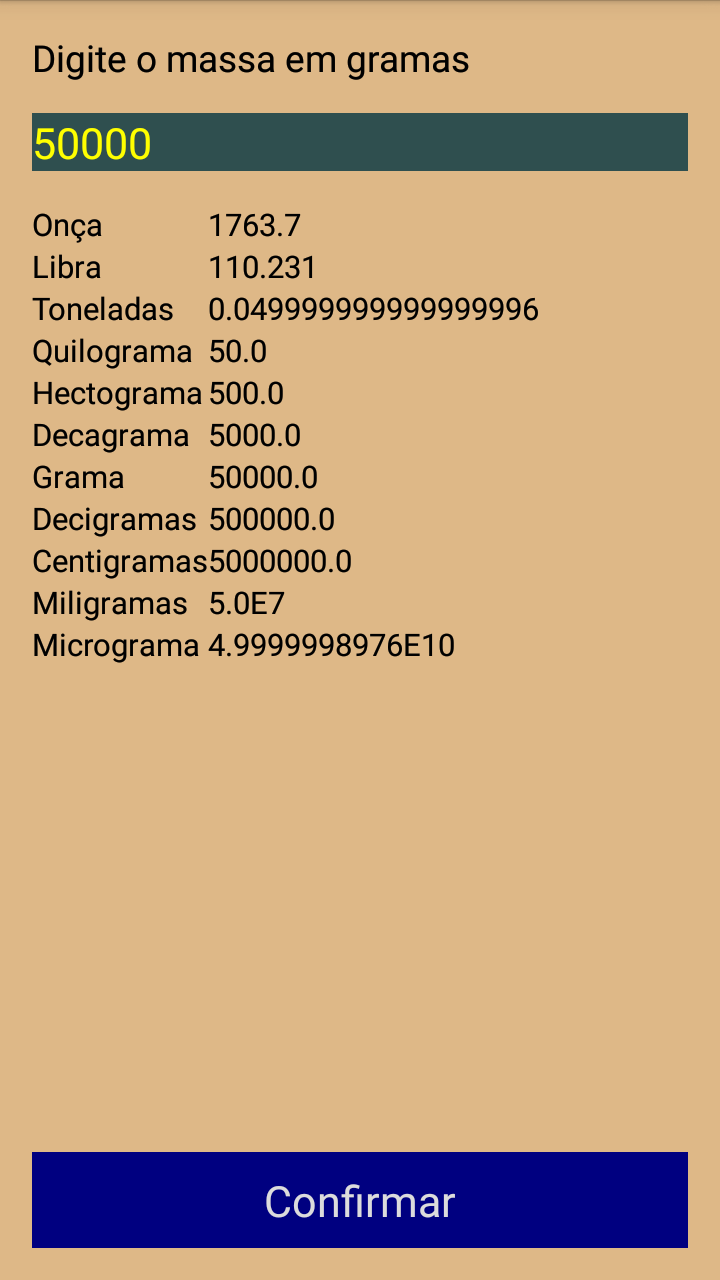 Digite o massa em gramas
50000
Onça 1763.7
Libra 110.231
Toneladas 0.049999999999999996
Quilograma 50.0
Hectograma 500.0
Decagrama 5000.0
Grama 50000.0
Decigramas 500000.0
Centigramas 5000000.0
Miligramas 5.0E7
Micrograma 4.9999998976E10
Confirmar